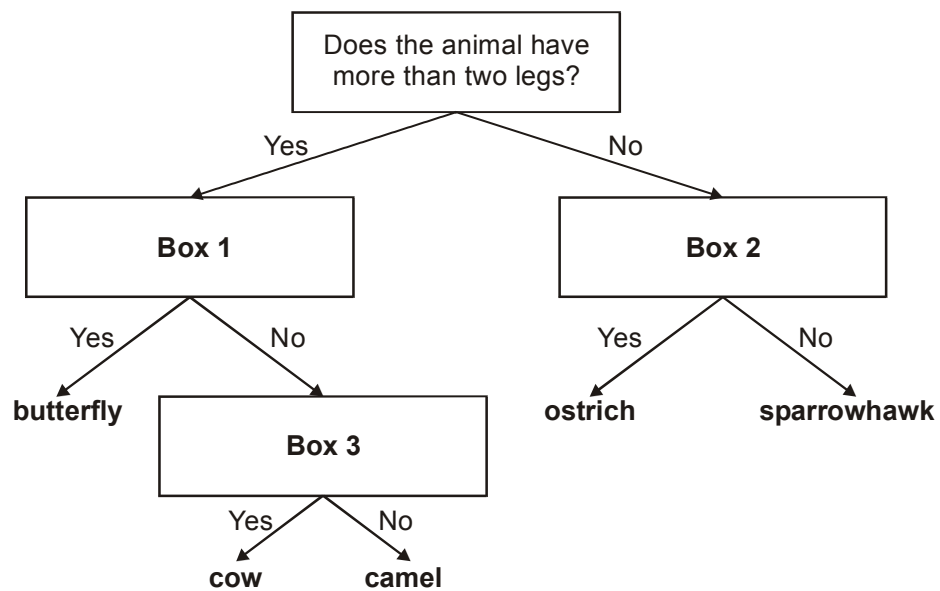 Does the animal have
more than two legs?
Yes
No
Box 1
Box 2
Yes
No
Yes
No
butterfly
ostrich
sparrowhawk
Box 3
Yes
No
cow
camel